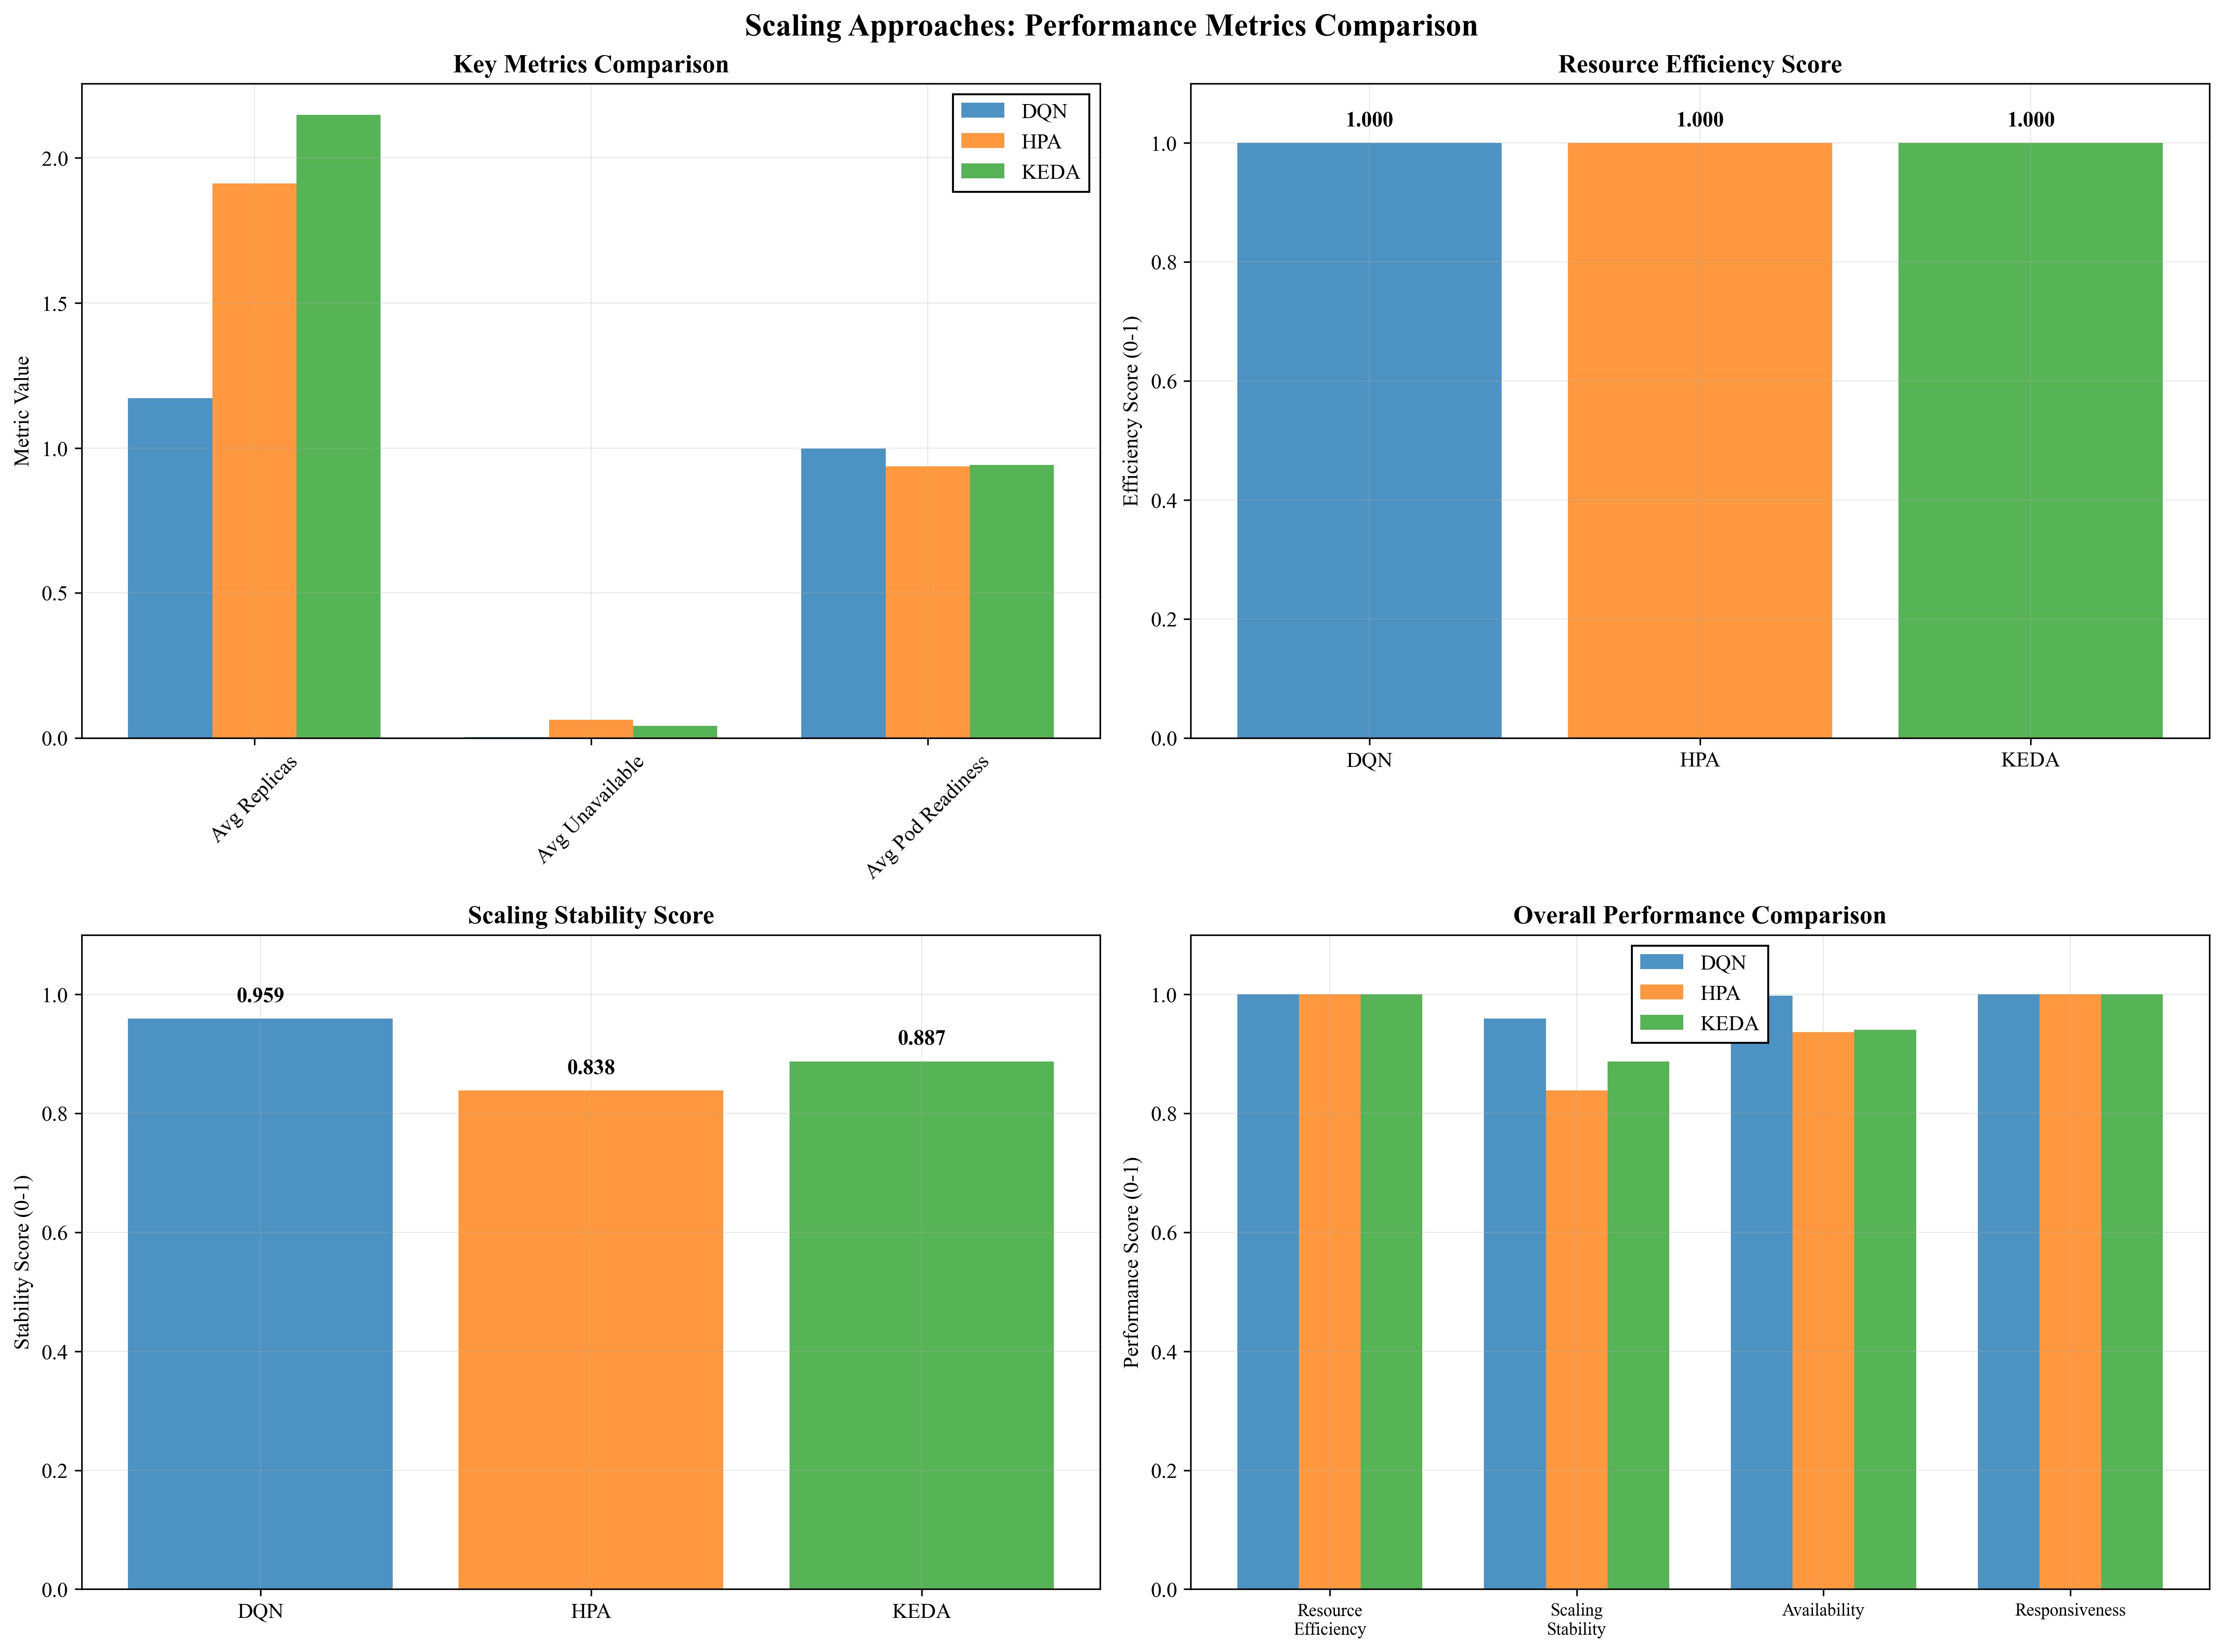 Scaling Approaches: Performance Metrics Comparison
Key Metrics Comparison
Metric Value
2.0
1.5
1.0
0.5
0.0
DQN
HPA
KEDA
Avg Replicas
Avg Unavailable
Avg Pod Readiness
Resource Efficiency Score
Efficiency Score (0-1)
1.0
0.8
0.6
0.4
0.2
0.0
1.000
1.000
1.000
DQN
HPA
KEDA
Scaling Stability Score
Stability Score (0-1)
1.0
0.8
0.6
0.4
0.2
0.0
0.959
0.838
0.887
DQN
HPA
KEDA
Overall Performance Comparison
Performance Score (0-1)
1.0
0.8
0.6
0.4
0.2
0.0
DQN
HPA
KEDA
Resource
Efficiency
Scaling
Stability
Availability
Responsiveness